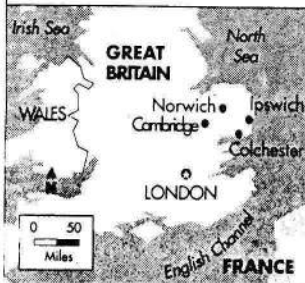 Irish Sea
GREAT
BRITAIN
North
Sea
WALES
Norwich
Ipswich
Cambridge
Colchester
N
LONDON
0 50
Miles
English Channel
FRANCE